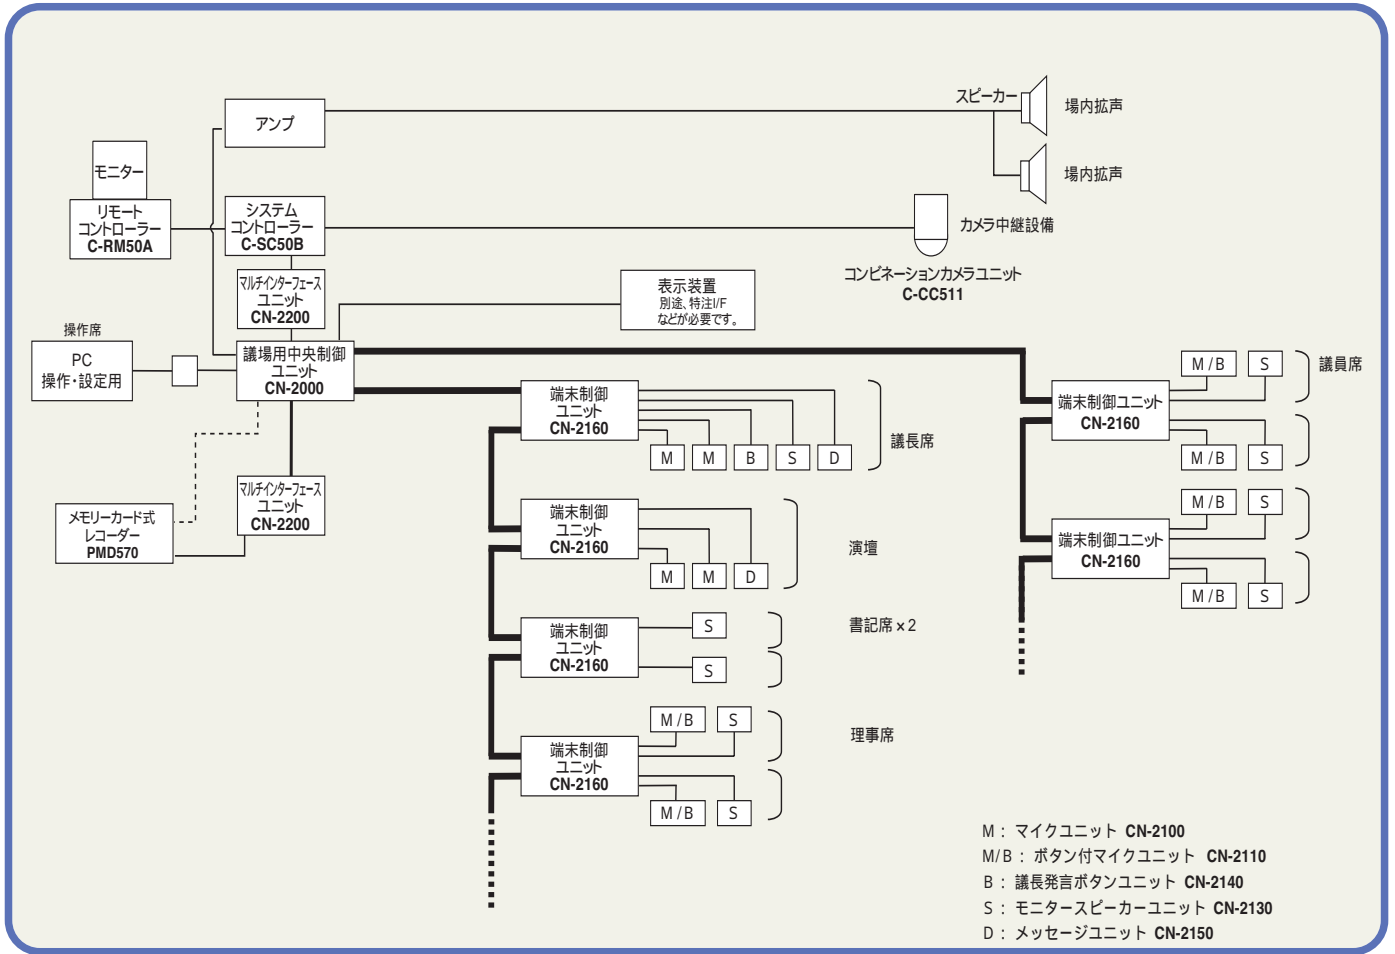 スピーカー
場内拡声
アンプ
場内拡声
モニター
リモート
コントローラー
C-RM50A
システム
コントローラー
C-SC50B
カメラ中継設備
コンビネーションカメラユニット
C-CC511
マルチインターフェース
ユニット
CN-2200
表示装置
別途、特注I/F
などが必要です。
操作席
PC
操作・設定用
議場用中央制御
ユニット
CN-2000
端末制御
ユニット
CN-2160
M
M
B
S
D
議長席
マルチインターフェース
ユニット
CN-2200
メモリーカード式
レコーダー
PMD570
端末制御
ユニット
CN-2160
M
M
D
演壇
端末制御
ユニット
CN-2160
S
S
書記席×2
端末制御
ユニット
CN-2160
M/B
S
M/B
S
理事席
M/B
S
議員席
端末制御ユニット
CN-2160
M/B
S
M/B
S
端末制御ユニット
CN-2160
M/B
S
M：マイクユニット CN-2100
M/B：ボタン付マイクユニット CN-2110
B：議長発言ボタンユニット CN-2140
S：モニタースピーカーユニット CN-2130
D：メッセージユニット CN-2150